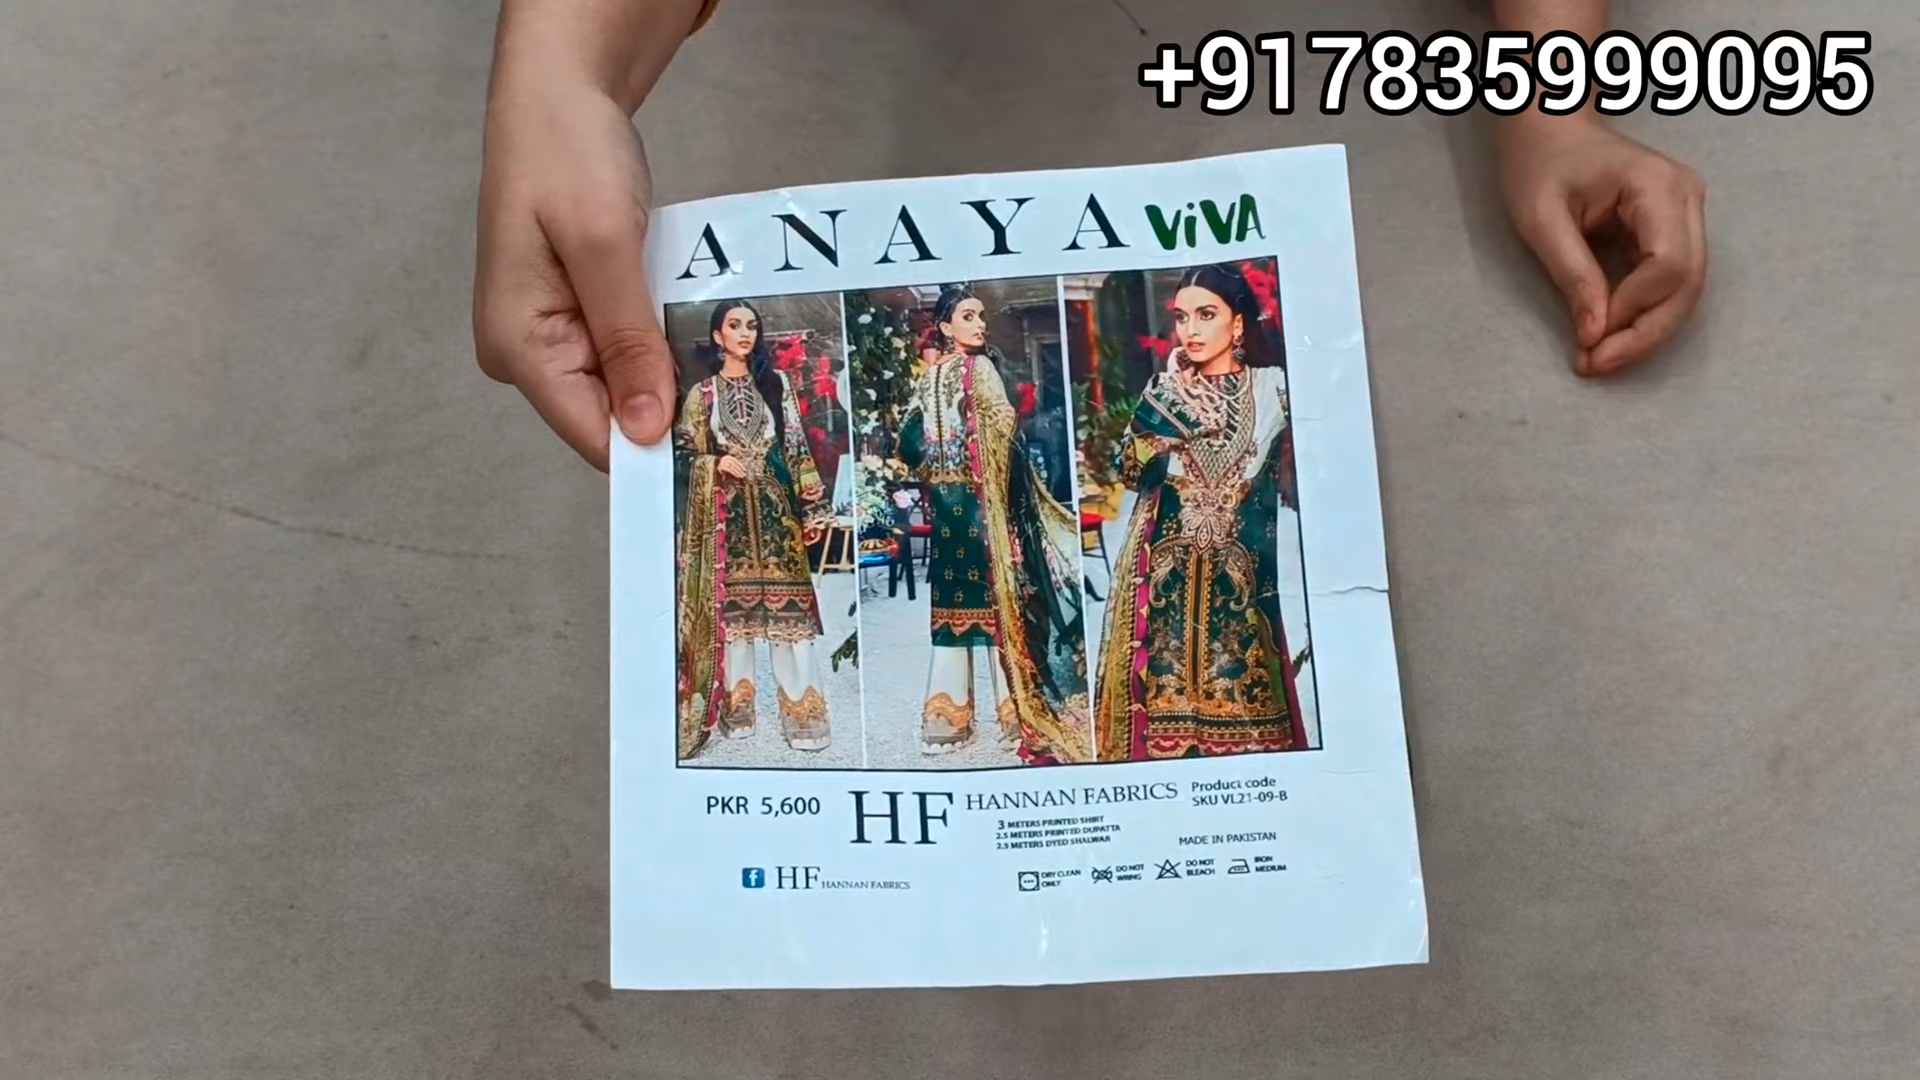 +917835999095
ANAYA ViVA
PKR 5,600
HF HANNAN FABRICS
3 METERS PRINTED SHIRT
2.5 METERS PRINTED DUPATTA
2.5 METERS DYED SHALWAR
Product code
SKU VL21-09-B
MADE IN PAKISTAN
f HF HANNAN FABRICS
DRY CLEAN
ONLY
DO NOT
WRING
DO NOT
BLEACH
IRON
MEDIUM